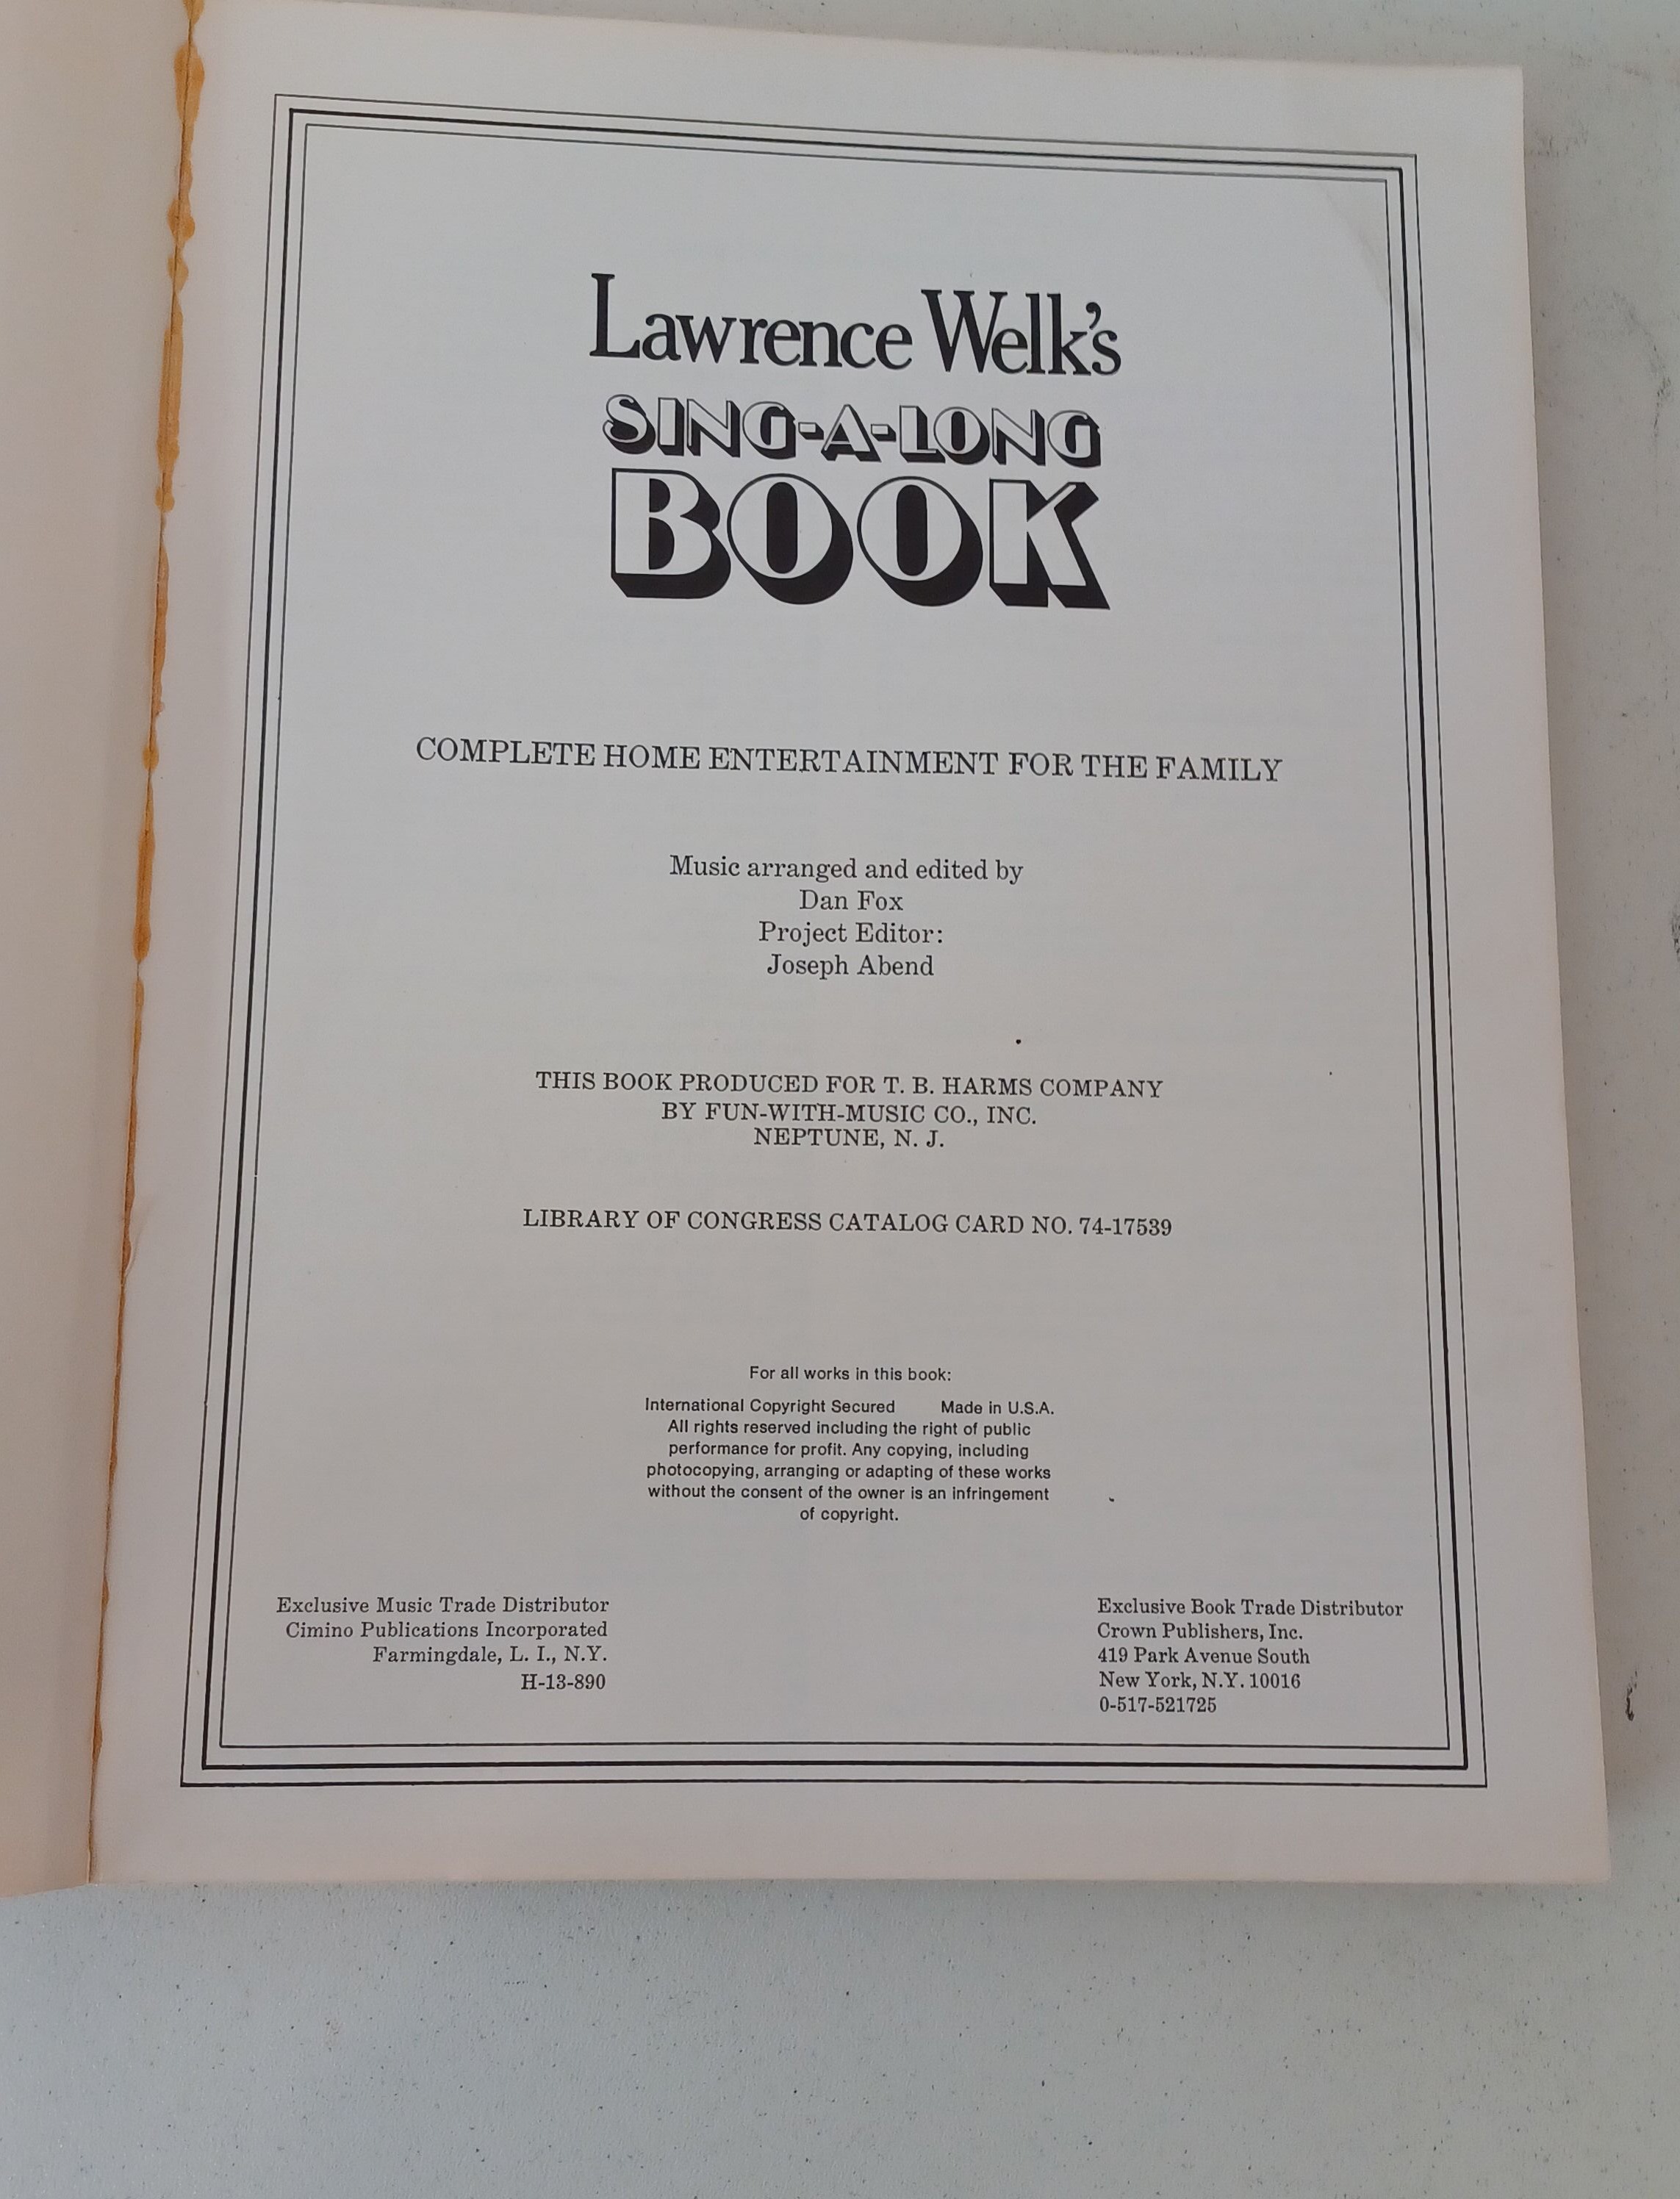 Lawrence Welk's
SING-A-LONG
BOOK
COMPLETE HOME ENTERTAINMENT FOR THE FAMILY
Music arranged and edited by
Dan Fox
Project Editor:
Joseph Abend
THIS BOOK PRODUCED FOR T. B. HARMS COMPANY
BY FUN-WITH-MUSIC CO., INC.
NEPTUNE, N. J.
LIBRARY OF CONGRESS CATALOG CARD NO. 74-17539
For all works in this book:
International Copyright Secured Made in U.S.A.
All rights reserved including the right of public
performance for profit. Any copying, including
photocopying, arranging or adapting of these works
without the consent of the owner is an infringement
of copyright.
Exclusive Music Trade Distributor
Cimino Publications Incorporated
Farmingdale, L. I., N.Y.
H-13-890
Exclusive Book Trade Distributor
Crown Publishers, Inc.
419 Park Avenue South
New York, N.Y. 10016
0-517-521725